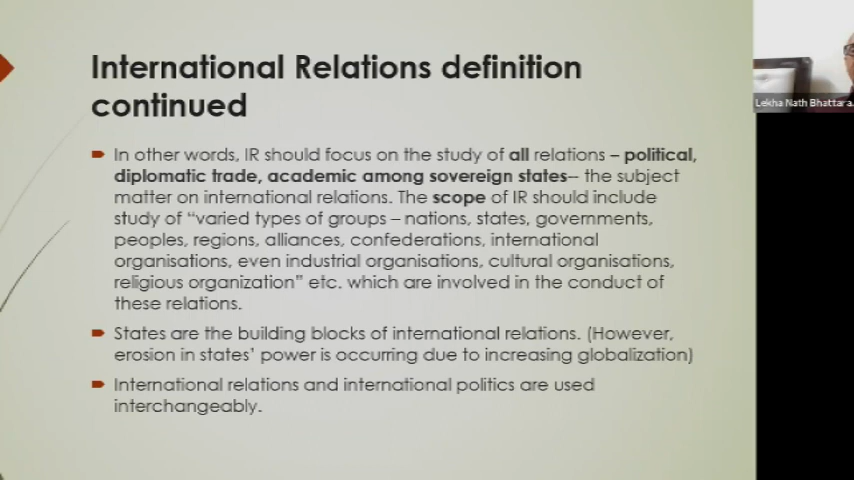 International Relations definition
continued
In other words, IR should focus on the study of all relations – political,
diplomatic trade, academic among sovereign states– the subject
matter on international relations. The scope of IR should include
study of “varied types of groups – nations, states, governments,
peoples, regions, alliances, confederations, international
organisations, even industrial organisations, cultural organisations,
religious organization” etc. which are involved in the conduct of
these relations.
States are the building blocks of international relations. (However,
erosion in states’ power is occurring due to increasing globalization)
International relations and international politics are used
interchangeably.
Lekha Nath Bhattara.